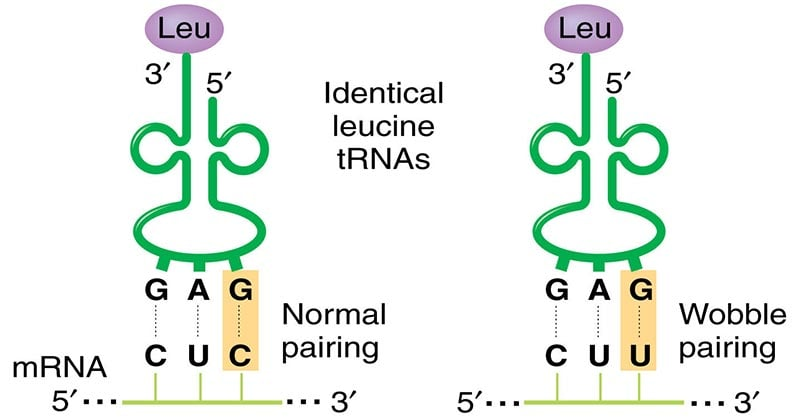 Leu
3′ 5′
Identical
leucine
tRNAs
G A G
Normal
pairing
C U C
mRNA
5′ ... ... 3′
Leu
3′ 5′
G A G
Wobble
pairing
C U U
5′ ... ... 3′